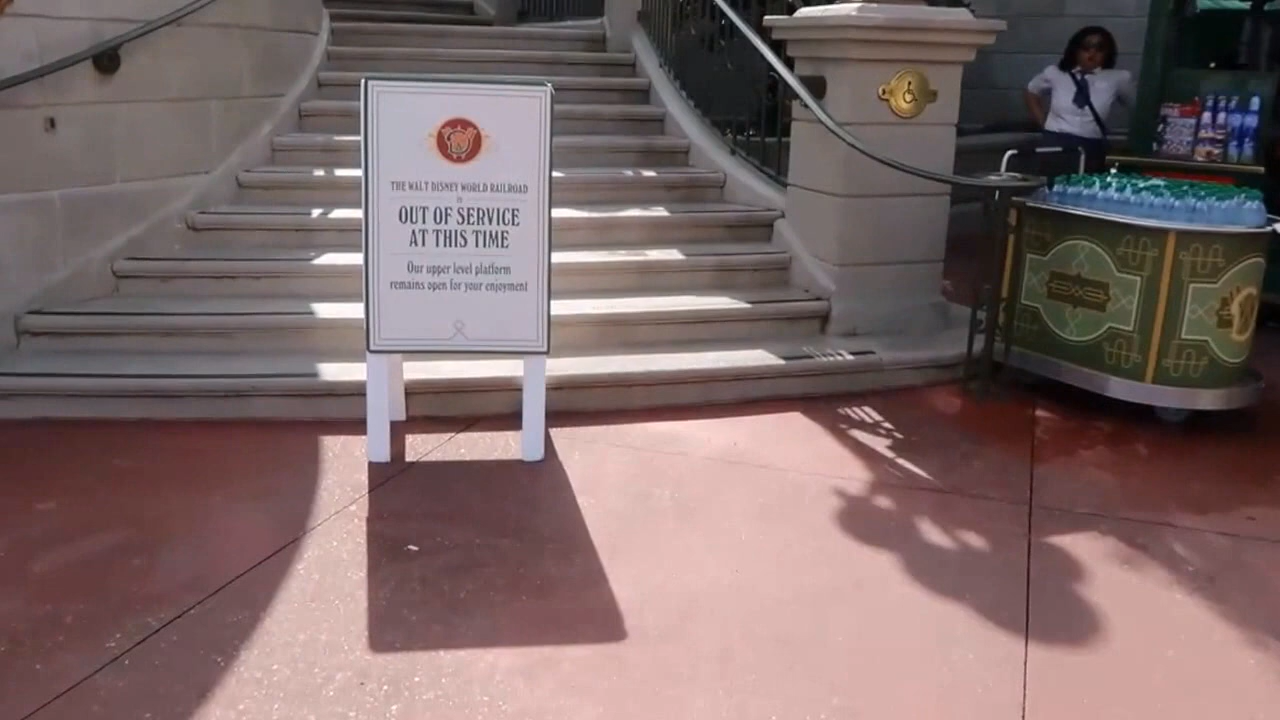 THE WALT DISNEY WORLD RAILROAD
is
OUT OF SERVICE
AT THIS TIME
Our upper level platform
remains open for your enjoyment